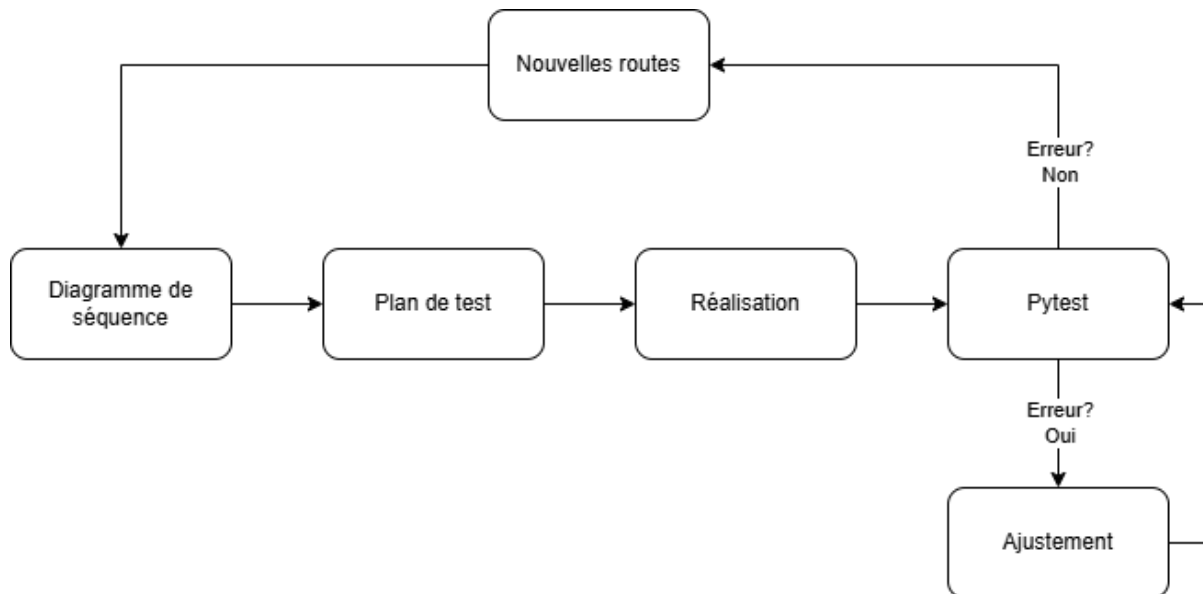 Nouvelles routes
Erreur?
Non
Diagramme de
séquence
Plan de test
Réalisation
Pytest
Erreur?
Oui
Ajustement